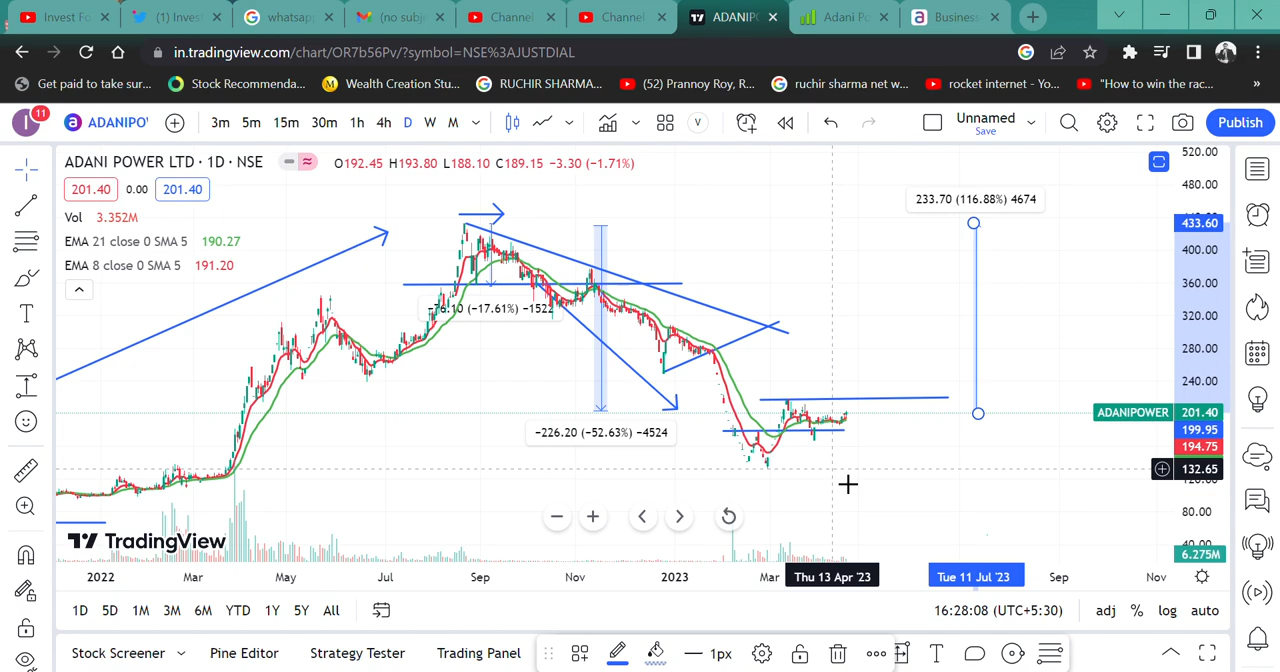 Invest Fo
(1) Invest
whatsap
(no subj
Channel
Channel
ADANIPO
Adani Po
Business
in.tradingview.com/chart/OR7b56Pv/?symbol=NSE%3AJUSTDIAL
Get paid to take sur...
Stock Recommenda...
Wealth Creation Stu...
RUCHIR SHARMA...
(52) Prannoy Roy, R...
ruchir sharma net w...
rocket internet - Yo...
"How to win the rac...
»
I
11
ADANIPO
3m 5m 15m 30m 1h 4h D W M
V
Unnamed
Save
Publish
ADANI POWER LTD · 1D · NSE
O192.45 H193.80 L188.10 C189.15 −3.30 (−1.71%)
201.40 0.00 201.40
Vol 3.352M
EMA 21 close 0 SMA 5 190.27
EMA 8 close 0 SMA 5 191.20
233.70 (116.88%) 4674
−76.10 (−17.61%) −1522
−226.20 (−52.63%) −4524
520.00
480.00
433.60
400.00
360.00
320.00
280.00
240.00
ADANIPOWER 201.40
199.95
194.75
132.65
80.00
40.00
6.275M
TradingView
2022 Mar May Jul Sep Nov 2023 Mar Thu 13 Apr '23 Tue 11 Jul '23 Sep Nov
1D 5D 1M 3M 6M YTD 1Y 5Y All
16:28:08 (UTC+5:30) adj % log auto
Stock Screener Pine Editor Strategy Tester Trading Panel
1px